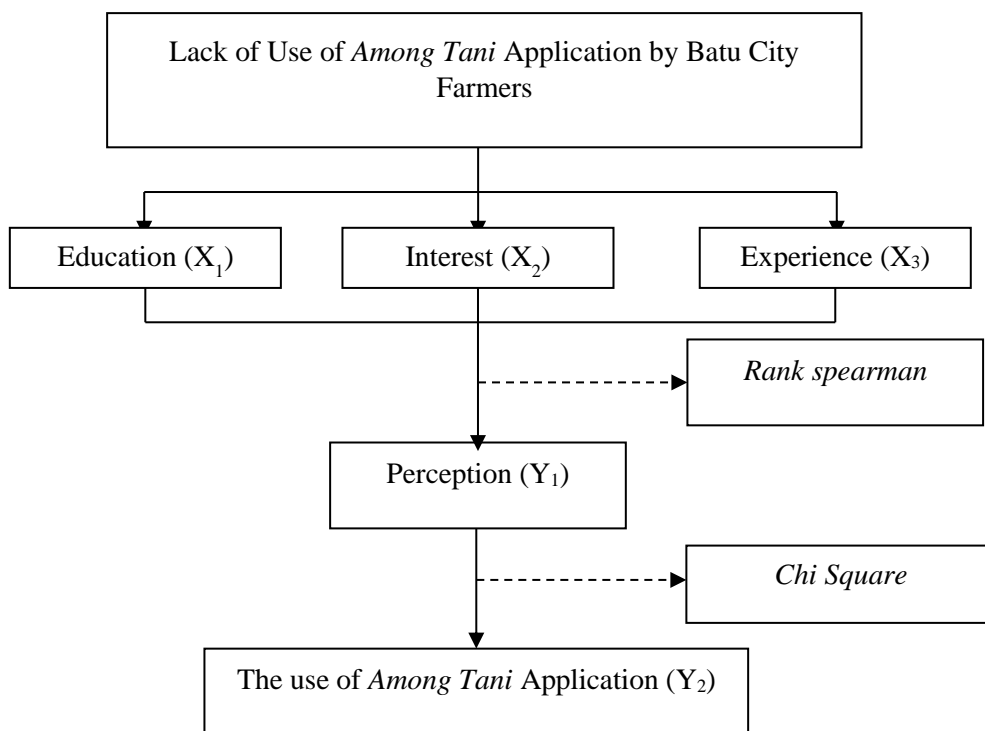 Lack of Use of Among Tani Application by Batu City
Farmers
Education (X₁)
Interest (X₂)
Experience (X₃)
Rank spearman
Perception (Y₁)
Chi Square
The use of Among Tani Application (Y₂)